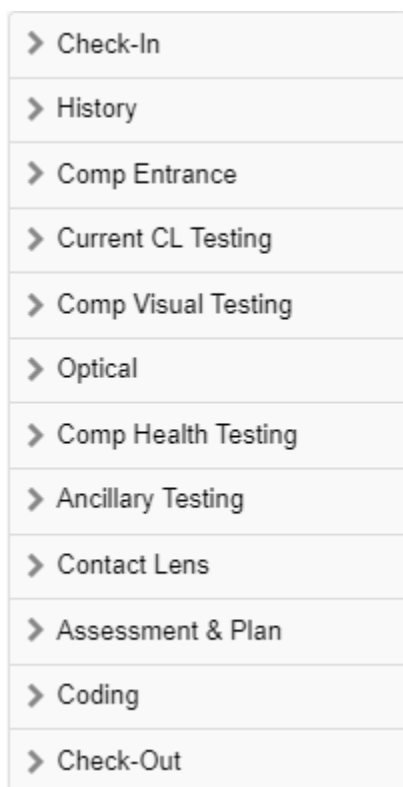 Check-In
History
Comp Entrance
Current CL Testing
Comp Visual Testing
Optical
Comp Health Testing
Ancillary Testing
Contact Lens
Assessment & Plan
Coding
Check-Out